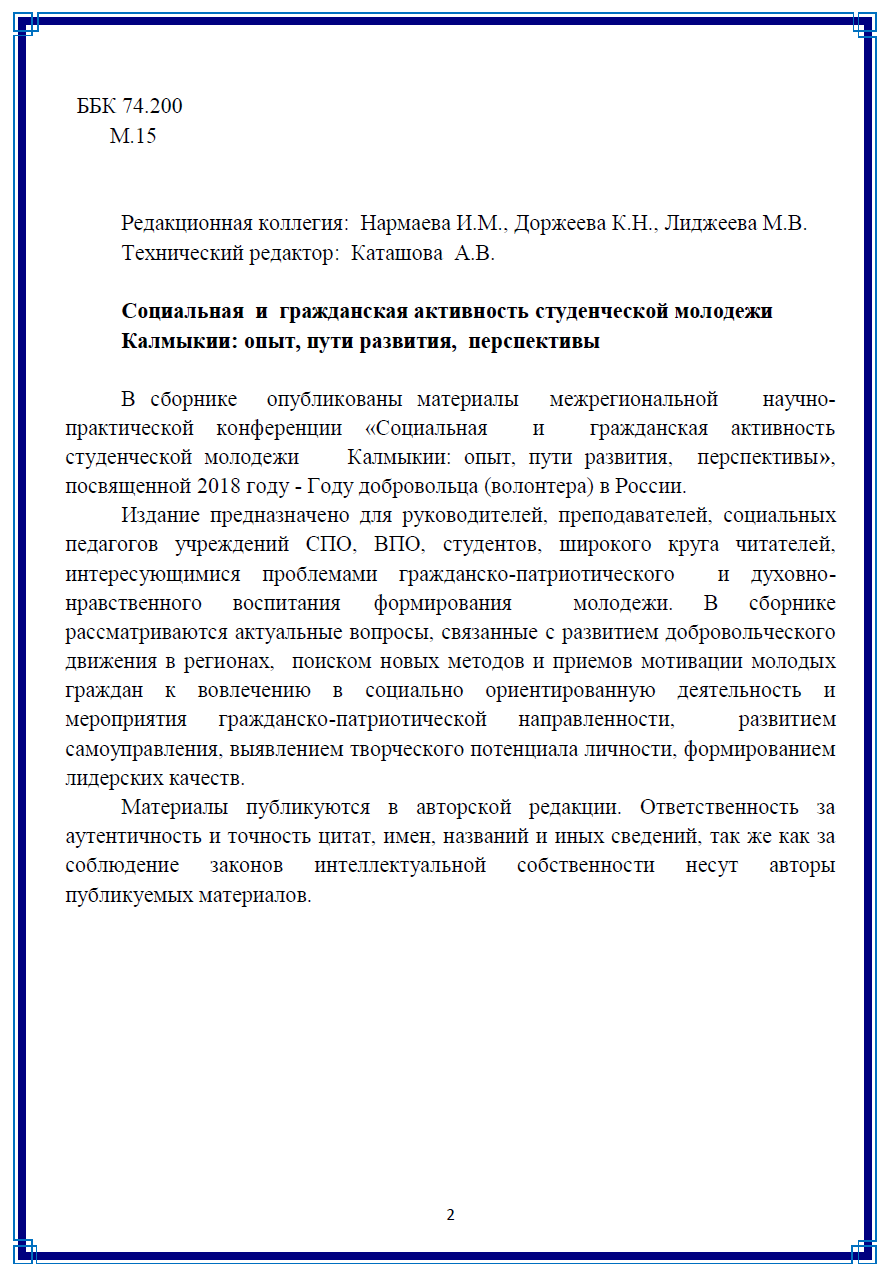 ББК 74.200
М.15
Редакционная коллегия: Нармаева И.М., Доржеева К.Н., Лиджеева М.В.
Технический редактор: Каташова А.В.
Социальная и гражданская активность студенческой молодежи
Калмыкии: опыт, пути развития, перспективы
В сборнике опубликованы материалы межрегиональной научно-
практической конференции «Социальная и гражданская активность
студенческой молодежи Калмыкии: опыт, пути развития, перспективы»,
посвященной 2018 году - Году добровольца (волонтера) в России.
Издание предназначено для руководителей, преподавателей, социальных
педагогов учреждений СПО, ВПО, студентов, широкого круга читателей,
интересующимися проблемами гражданско-патриотического и духовно-
нравственного воспитания формирования молодежи. В сборнике
рассматриваются актуальные вопросы, связанные с развитием добровольческого
движения в регионах, поиском новых методов и приемов мотивации молодых
граждан к вовлечению в социально ориентированную деятельность и
мероприятия гражданско-патриотической направленности, развитием
самоуправления, выявлением творческого потенциала личности, формированием
лидерских качеств.
Материалы публикуются в авторской редакции. Ответственность за
аутентичность и точность цитат, имен, названий и иных сведений, так же как за
соблюдение законов интеллектуальной собственности несут авторы
публикуемых материалов.
2